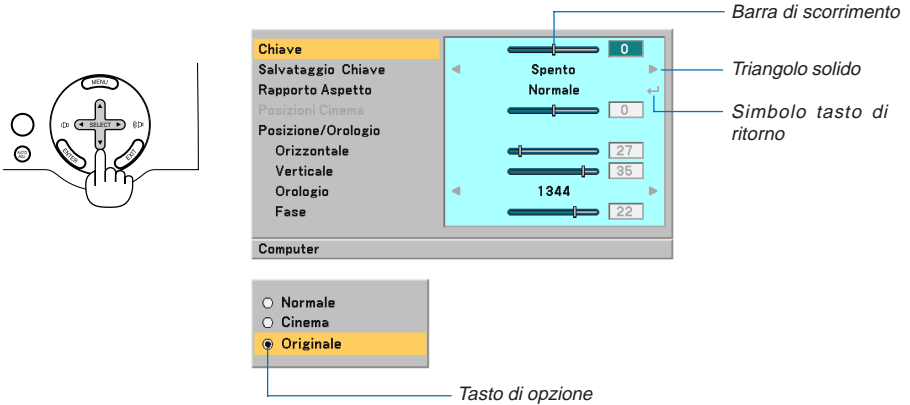 Barra di scorrimento
Chiave 0
Salvataggio Chiave Spento
Triangolo solido
Rapporto Aspetto Normale
Posizioni Cinema 0
Simbolo tasto di
ritorno
Posizione/Orologio
Orizzontale 27
Verticale 35
Orologio 1344
Fase 22
Computer
MENU
SELECT
AUTO
ADJ.
ENTER
EXIT
Normale
Cinema
Originale
Tasto di opzione